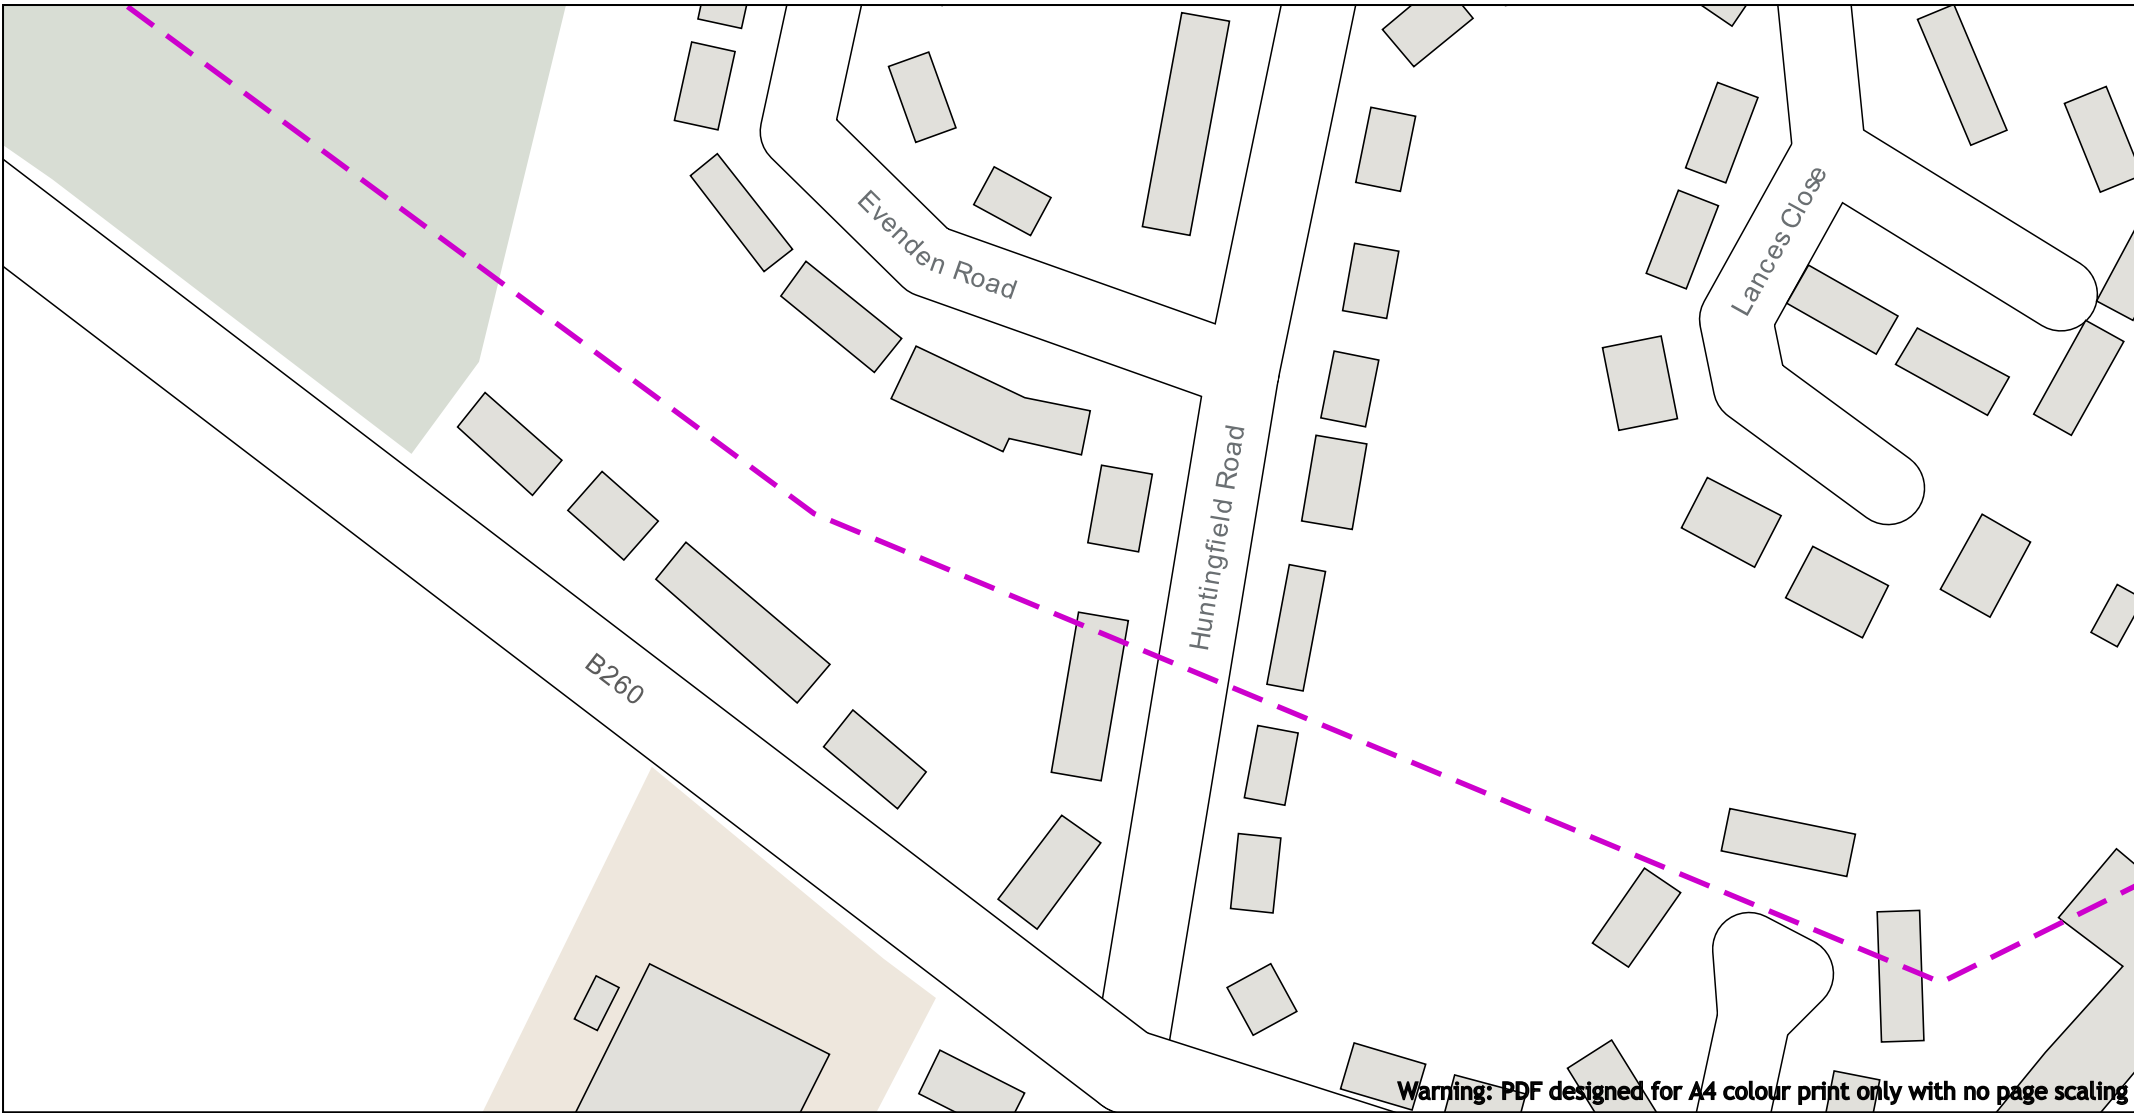 Evenden Road
Lances Close
Huntingfield Road
B260
Warning: PDF designed for A4 colour print only with no page scaling